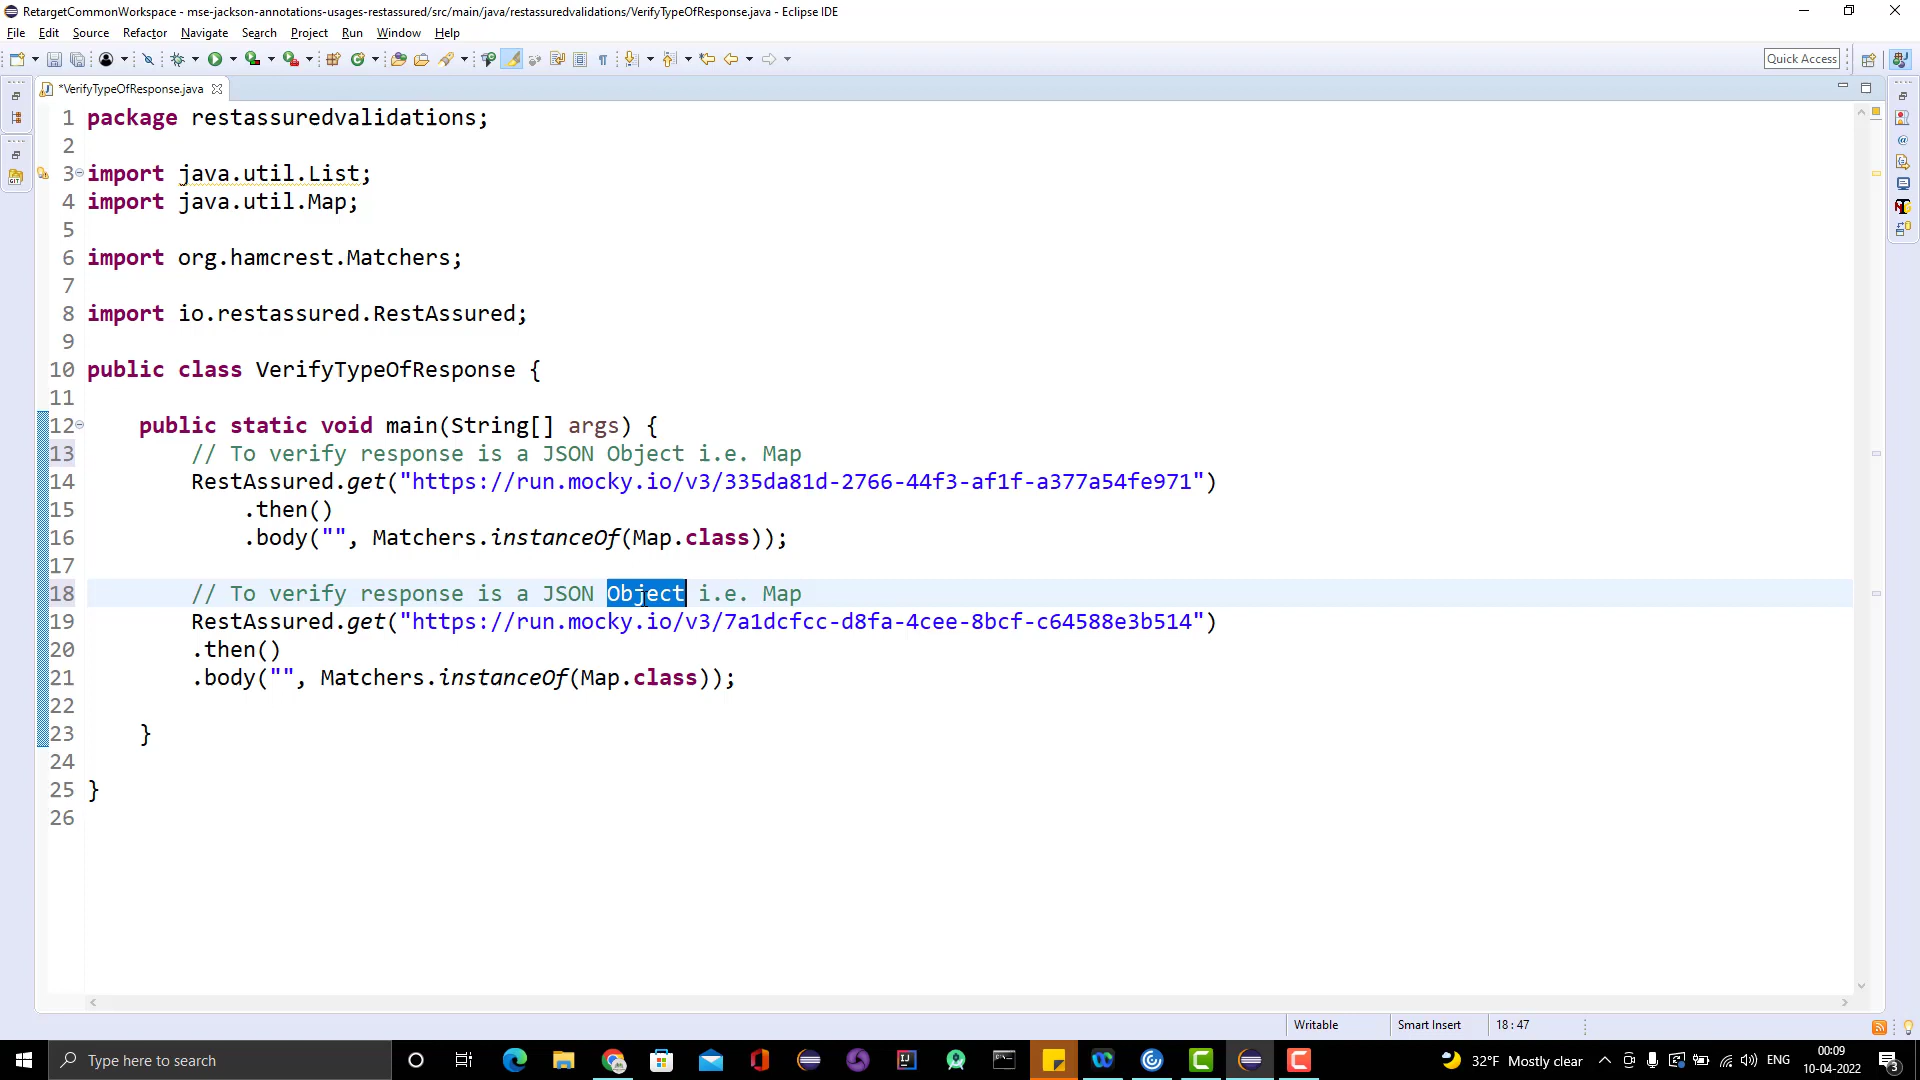 RetargetCommonWorkspace - mse-jackson-annotations-usages-restassured/src/main/java/restassuredvalidations/VerifyTypeOfResponse.java - Eclipse IDE
File Edit Source Refactor Navigate Search Project Run Window Help
Quick Access
*VerifyTypeOfResponse.java
1 package restassuredvalidations;
2
3 import java.util.List;
4 import java.util.Map;
5
6 import org.hamcrest.Matchers;
7
8 import io.restassured.RestAssured;
9
10 public class VerifyTypeOfResponse {
11
12 public static void main(String[] args) {
13 // To verify response is a JSON Object i.e. Map
14 RestAssured.get("https://run.mocky.io/v3/335da81d-2766-44f3-af1f-a377a54fe971")
15 .then()
16 .body("", Matchers.instanceOf(Map.class));
17
18 // To verify response is a JSON Object i.e. Map
19 RestAssured.get("https://run.mocky.io/v3/7a1dcfcc-d8fa-4cee-8bcf-c64588e3b514")
20 .then()
21 .body("", Matchers.instanceOf(Map.class));
22
23 }
24
25 }
26
Writable Smart Insert 18 : 47
Type here to search
32°F Mostly clear
ENG
00:09
10-04-2022
3